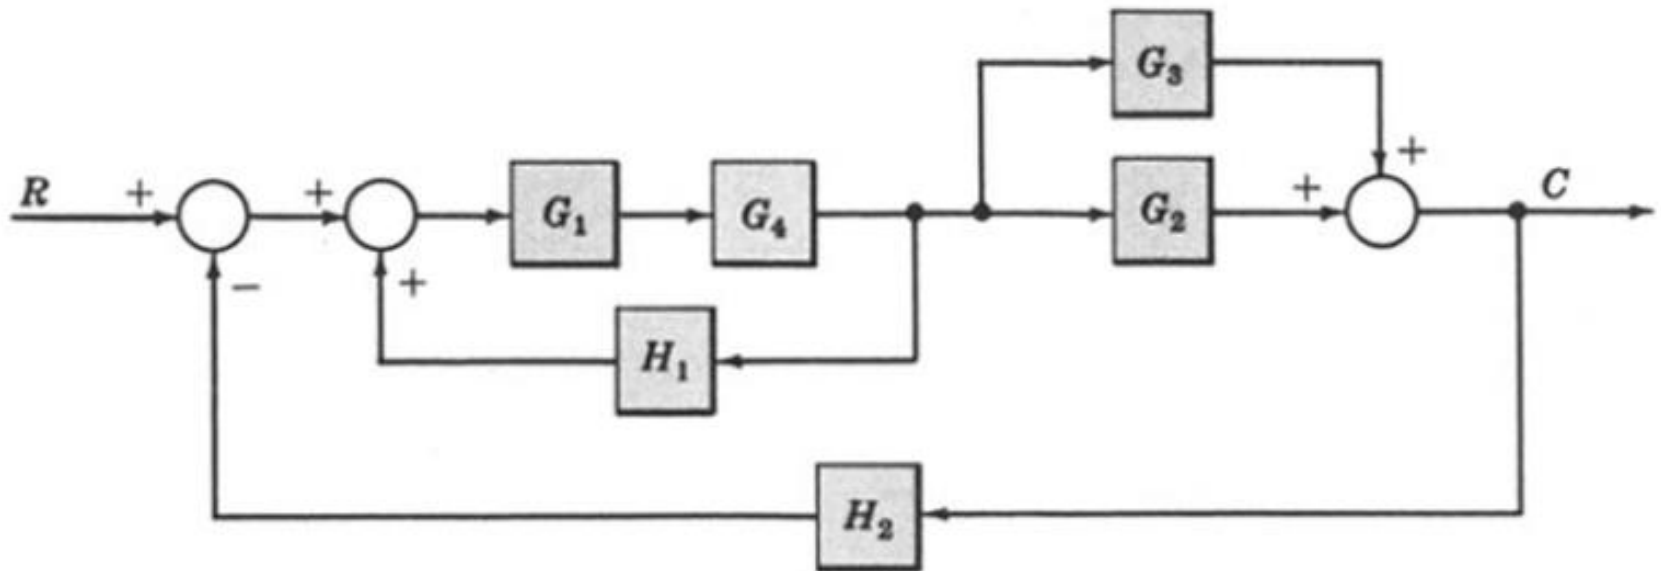 G₃
R + + G₁ G₄ G₂ + + C
− + H₁
H₂